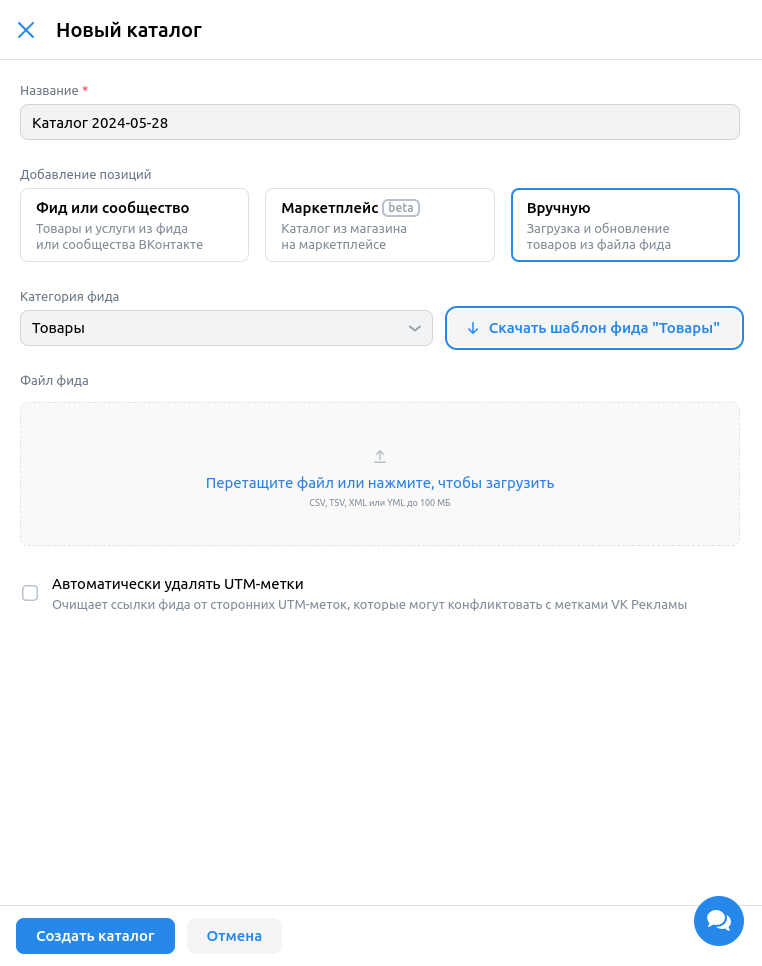 Новый каталог
Название *
Каталог 2024-05-28
Добавление позиций
Фид или сообщество
Товары и услуги из фида
или сообщества ВКонтакте
Маркетплейс beta
Каталог из магазина
на маркетплейсе
Вручную
Загрузка и обновление
товаров из файла фида
Категория фида
Товары
Скачать шаблон фида "Товары"
Файл фида
Перетащите файл или нажмите, чтобы загрузить
CSV, TSV, XML или YML до 100 МБ
Автоматически удалять UTM-метки
Очищает ссылки фида от сторонних UTM-меток, которые могут конфликтовать с метками VK Рекламы
Создать каталог
Отмена